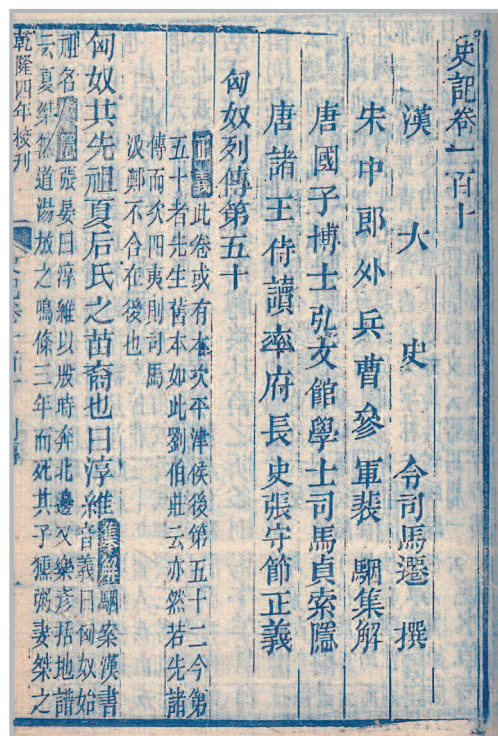 史記卷一百十
漢太史令司馬遷撰
宋中郎外兵曹參軍裴駰集解
唐國子博士弘文館學士司馬貞索隱
唐諸王侍讀率府長史張守節正義
匈奴列傳第五十
正義此卷或有本次平津侯後第五十二今第
五十者先生舊本如此劉伯莊云亦然若先諸
傳而次四夷則司馬
汲鄭不合在後也
匈奴其先祖夏后氏之苗裔也曰淳維集解駰案漢書
音義曰匈奴始
祖名索隱張晏曰淳維以殷時奔北邊又樂彥括地譜
云夏桀無道湯放之鳴條三年而死其子獯粥妻桀之
乾隆四年校刊
史記卷一百十
列傳